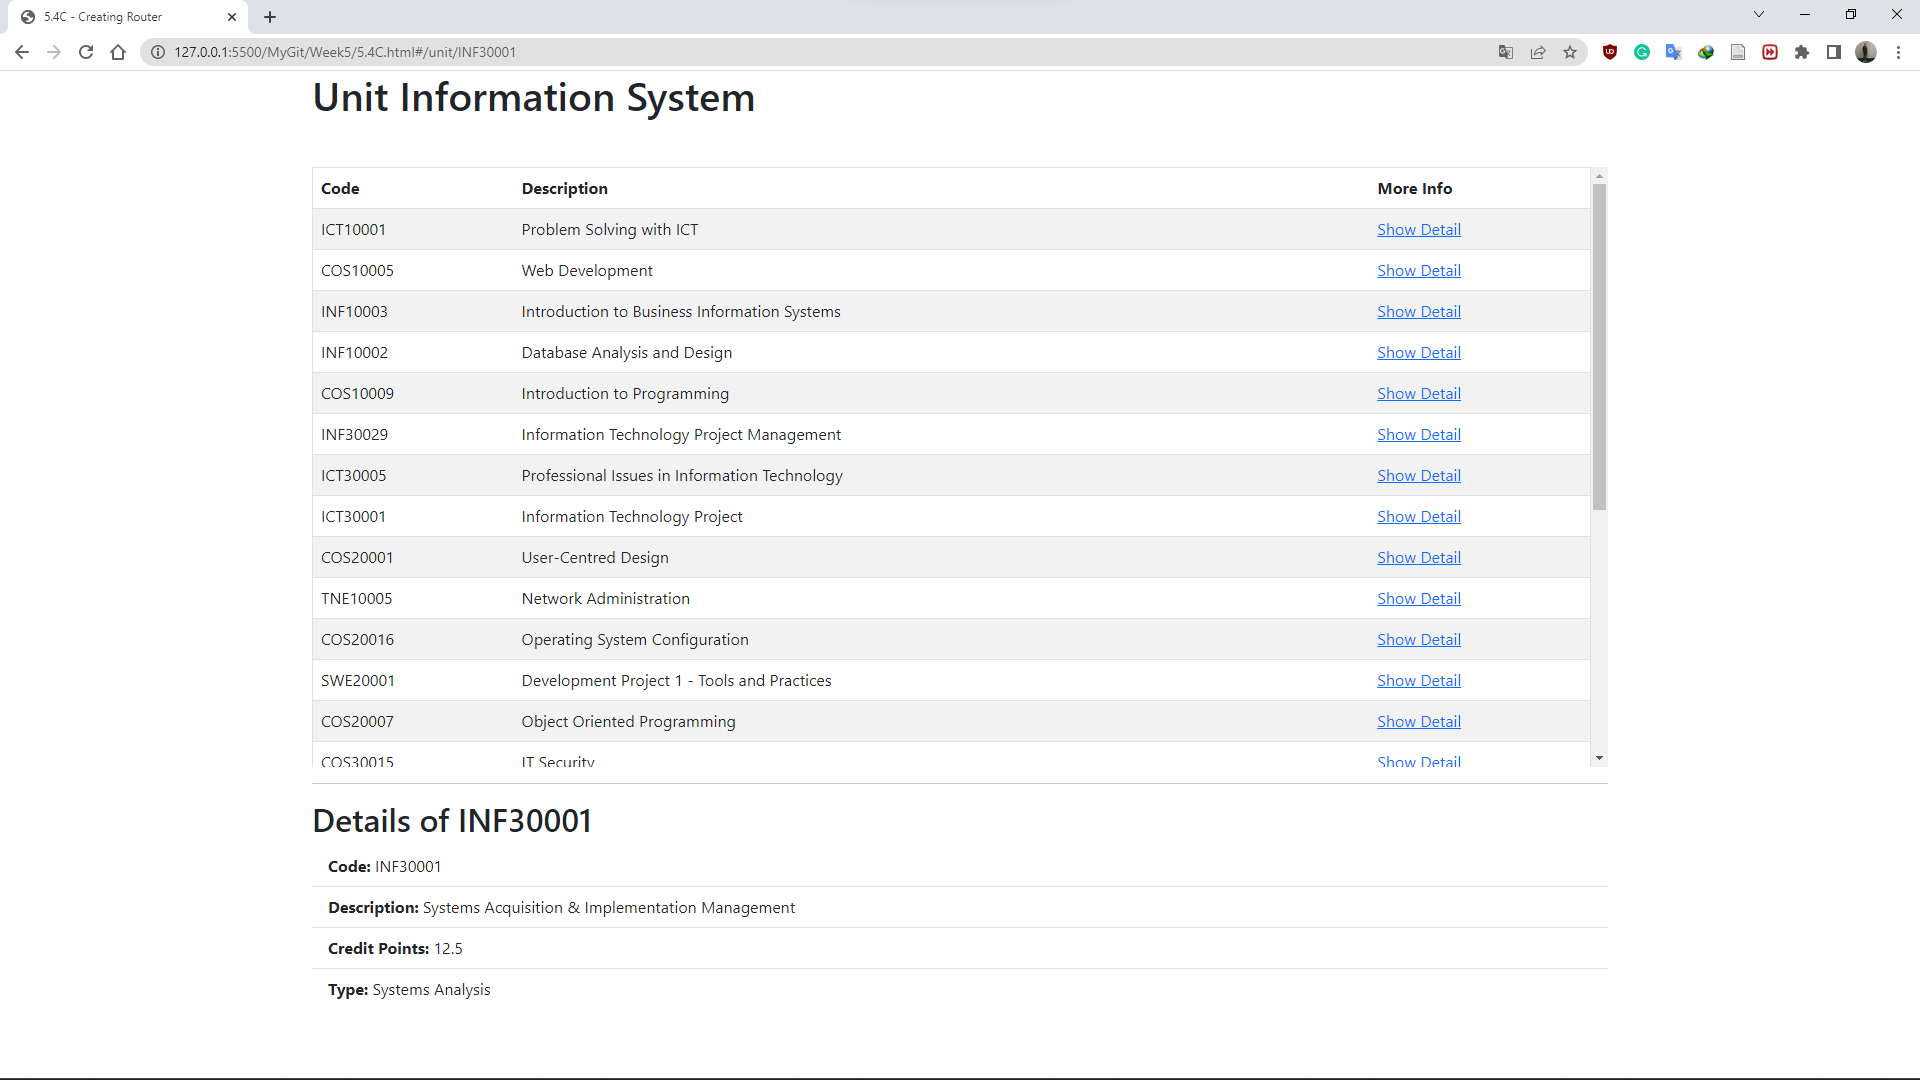 5.4C - Creating Router
127.0.0.1:5500/MyGit/Week5/5.4C.html#/unit/INF30001
Unit Information System
Code Description More Info
ICT10001 Problem Solving with ICT Show Detail
COS10005 Web Development Show Detail
INF10003 Introduction to Business Information Systems Show Detail
INF10002 Database Analysis and Design Show Detail
COS10009 Introduction to Programming Show Detail
INF30029 Information Technology Project Management Show Detail
ICT30005 Professional Issues in Information Technology Show Detail
ICT30001 Information Technology Project Show Detail
COS20001 User-Centred Design Show Detail
TNE10005 Network Administration Show Detail
COS20016 Operating System Configuration Show Detail
SWE20001 Development Project 1 - Tools and Practices Show Detail
COS20007 Object Oriented Programming Show Detail
COS30015 IT Security Show Detail
Details of INF30001
Code: INF30001
Description: Systems Acquisition & Implementation Management
Credit Points: 12.5
Type: Systems Analysis